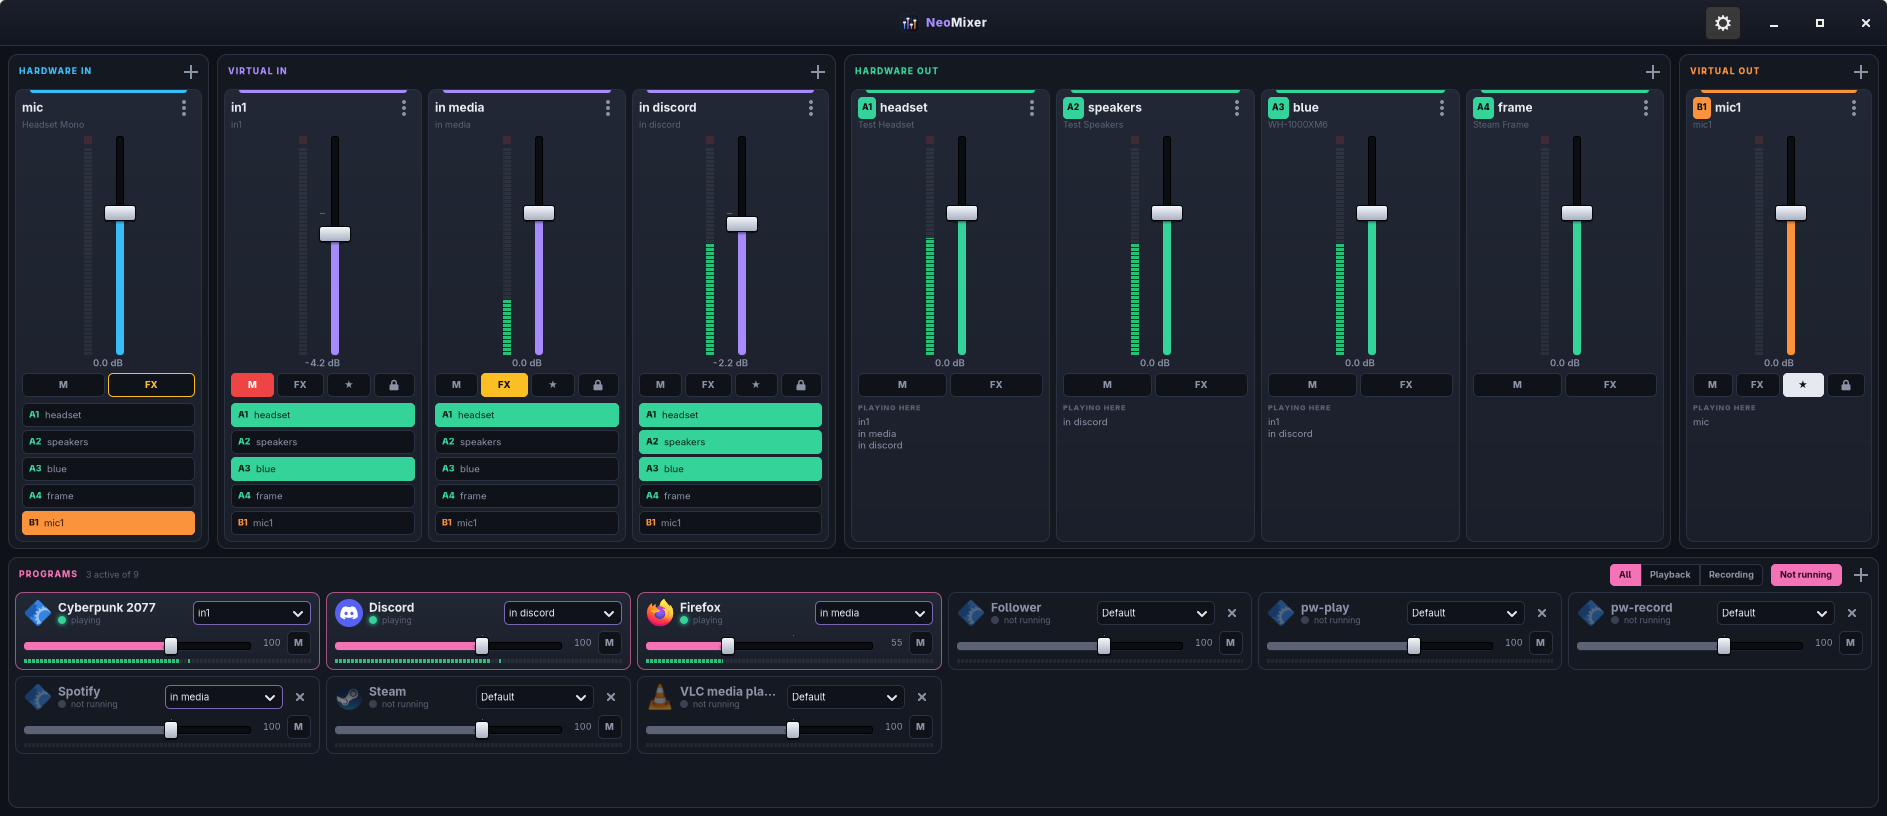 NeoMixer
HARDWARE IN
mic
Headset Mono
0.0 dB
M FX
A1 headset
A2 speakers
A3 blue
A4 frame
B1 mic1
VIRTUAL IN
in1
in1
-4.2 dB
M FX ★
A1 headset
A2 speakers
A3 blue
A4 frame
B1 mic1
in media
in media
0.0 dB
M FX ★
A1 headset
A2 speakers
A3 blue
A4 frame
B1 mic1
in discord
in discord
-2.2 dB
M FX ★
A1 headset
A2 speakers
A3 blue
A4 frame
B1 mic1
HARDWARE OUT
A1 headset
Test Headset
0.0 dB
M FX
PLAYING HERE
in1
in media
in discord
A2 speakers
Test Speakers
0.0 dB
M FX
PLAYING HERE
in discord
A3 blue
WH-1000XM6
0.0 dB
M FX
PLAYING HERE
in1
in discord
A4 frame
Steam Frame
0.0 dB
M FX
VIRTUAL OUT
B1 mic1
mic1
0.0 dB
M FX ★
PLAYING HERE
mic
PROGRAMS 3 active of 9
All Playback Recording Not running
Cyberpunk 2077
playing
in1
100 M
Discord
playing
in discord
100 M
Firefox
playing
in media
55 M
Follower
not running
Default
100 M
pw-play
not running
Default
100 M
pw-record
not running
Default
100 M
Spotify
not running
in media
100 M
Steam
not running
Default
100 M
VLC media pla...
not running
Default
100 M